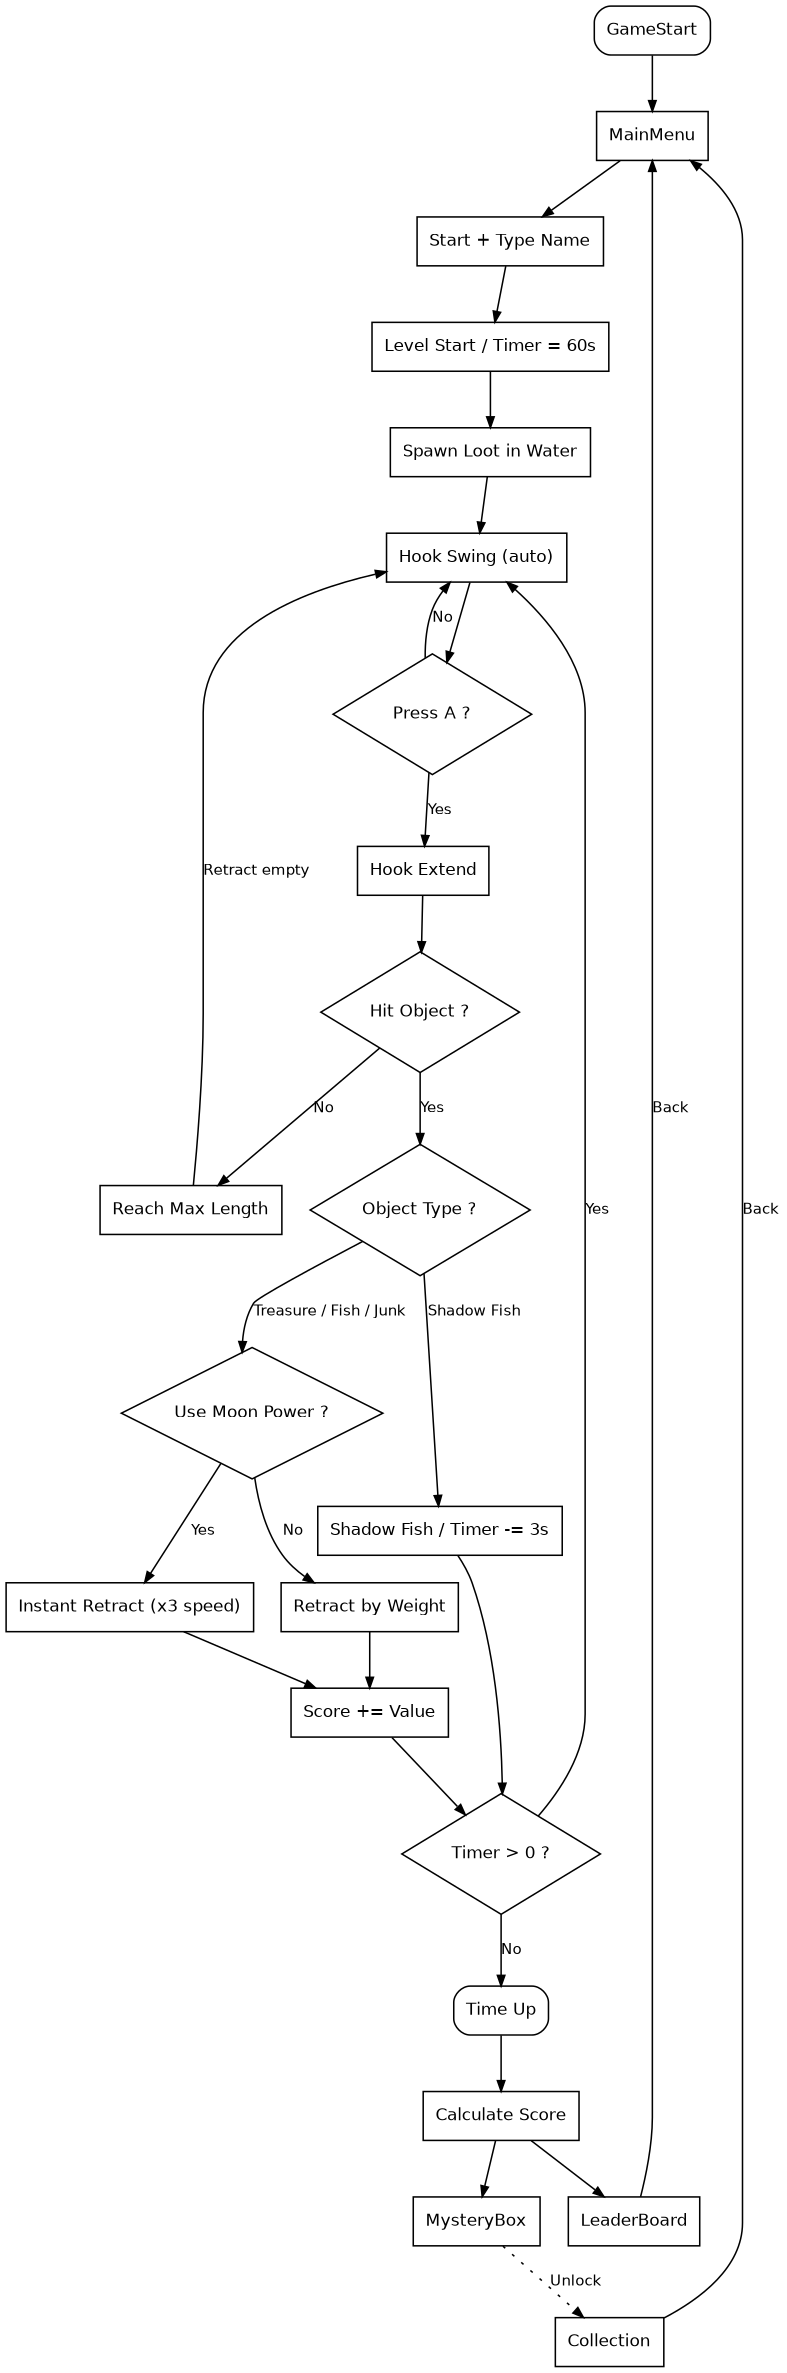 GameStart
MainMenu
Start + Type Name
Level Start / Timer = 60s
Spawn Loot in Water
Hook Swing (auto)
No
Press A ?
Yes
Retract empty
Hook Extend
Hit Object ?
No
Yes
Back
Reach Max Length
Object Type ?
Yes
Back
Treasure / Fish / Junk
Shadow Fish
Use Moon Power ?
Yes
No
Shadow Fish / Timer -= 3s
Instant Retract (x3 speed)
Retract by Weight
Score += Value
Timer > 0 ?
No
Time Up
Calculate Score
MysteryBox
LeaderBoard
Unlock
Collection